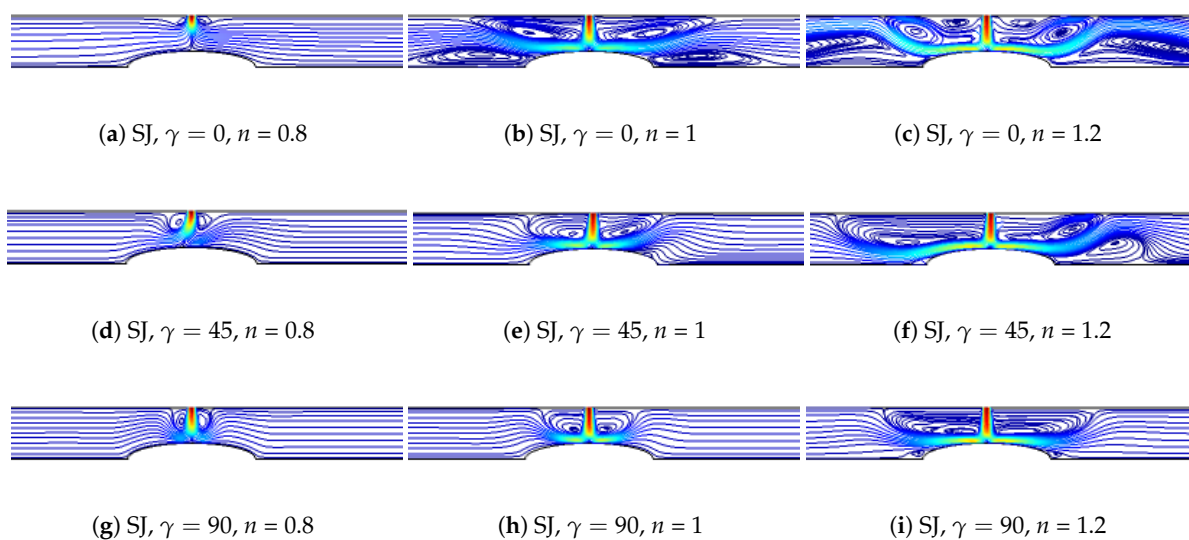 (a) SJ, γ = 0, n = 0.8
(b) SJ, γ = 0, n = 1
(c) SJ, γ = 0, n = 1.2
(d) SJ, γ = 45, n = 0.8
(e) SJ, γ = 45, n = 1
(f) SJ, γ = 45, n = 1.2
(g) SJ, γ = 90, n = 0.8
(h) SJ, γ = 90, n = 1
(i) SJ, γ = 90, n = 1.2